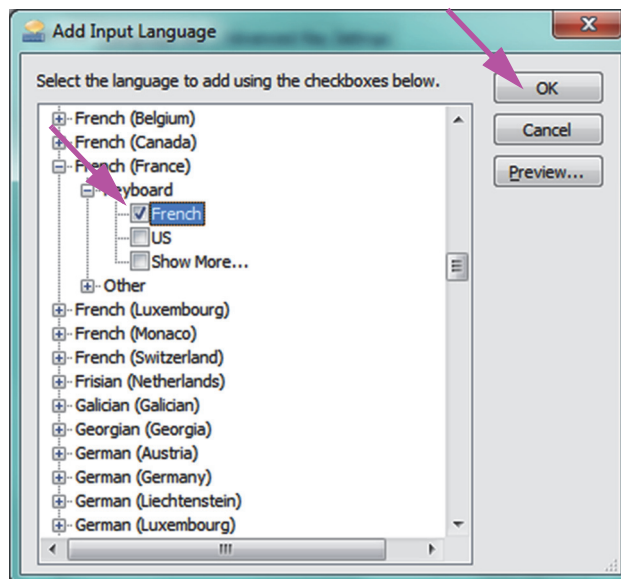 Add Input Language
Select the language to add using the checkboxes below.
French (Belgium)
French (Canada)
French (France)
Keyboard
French
US
Show More...
Other
French (Luxembourg)
French (Monaco)
French (Switzerland)
Frisian (Netherlands)
Galician (Galician)
Georgian (Georgia)
German (Austria)
German (Germany)
German (Liechtenstein)
German (Luxembourg)
OK
Cancel
Preview...